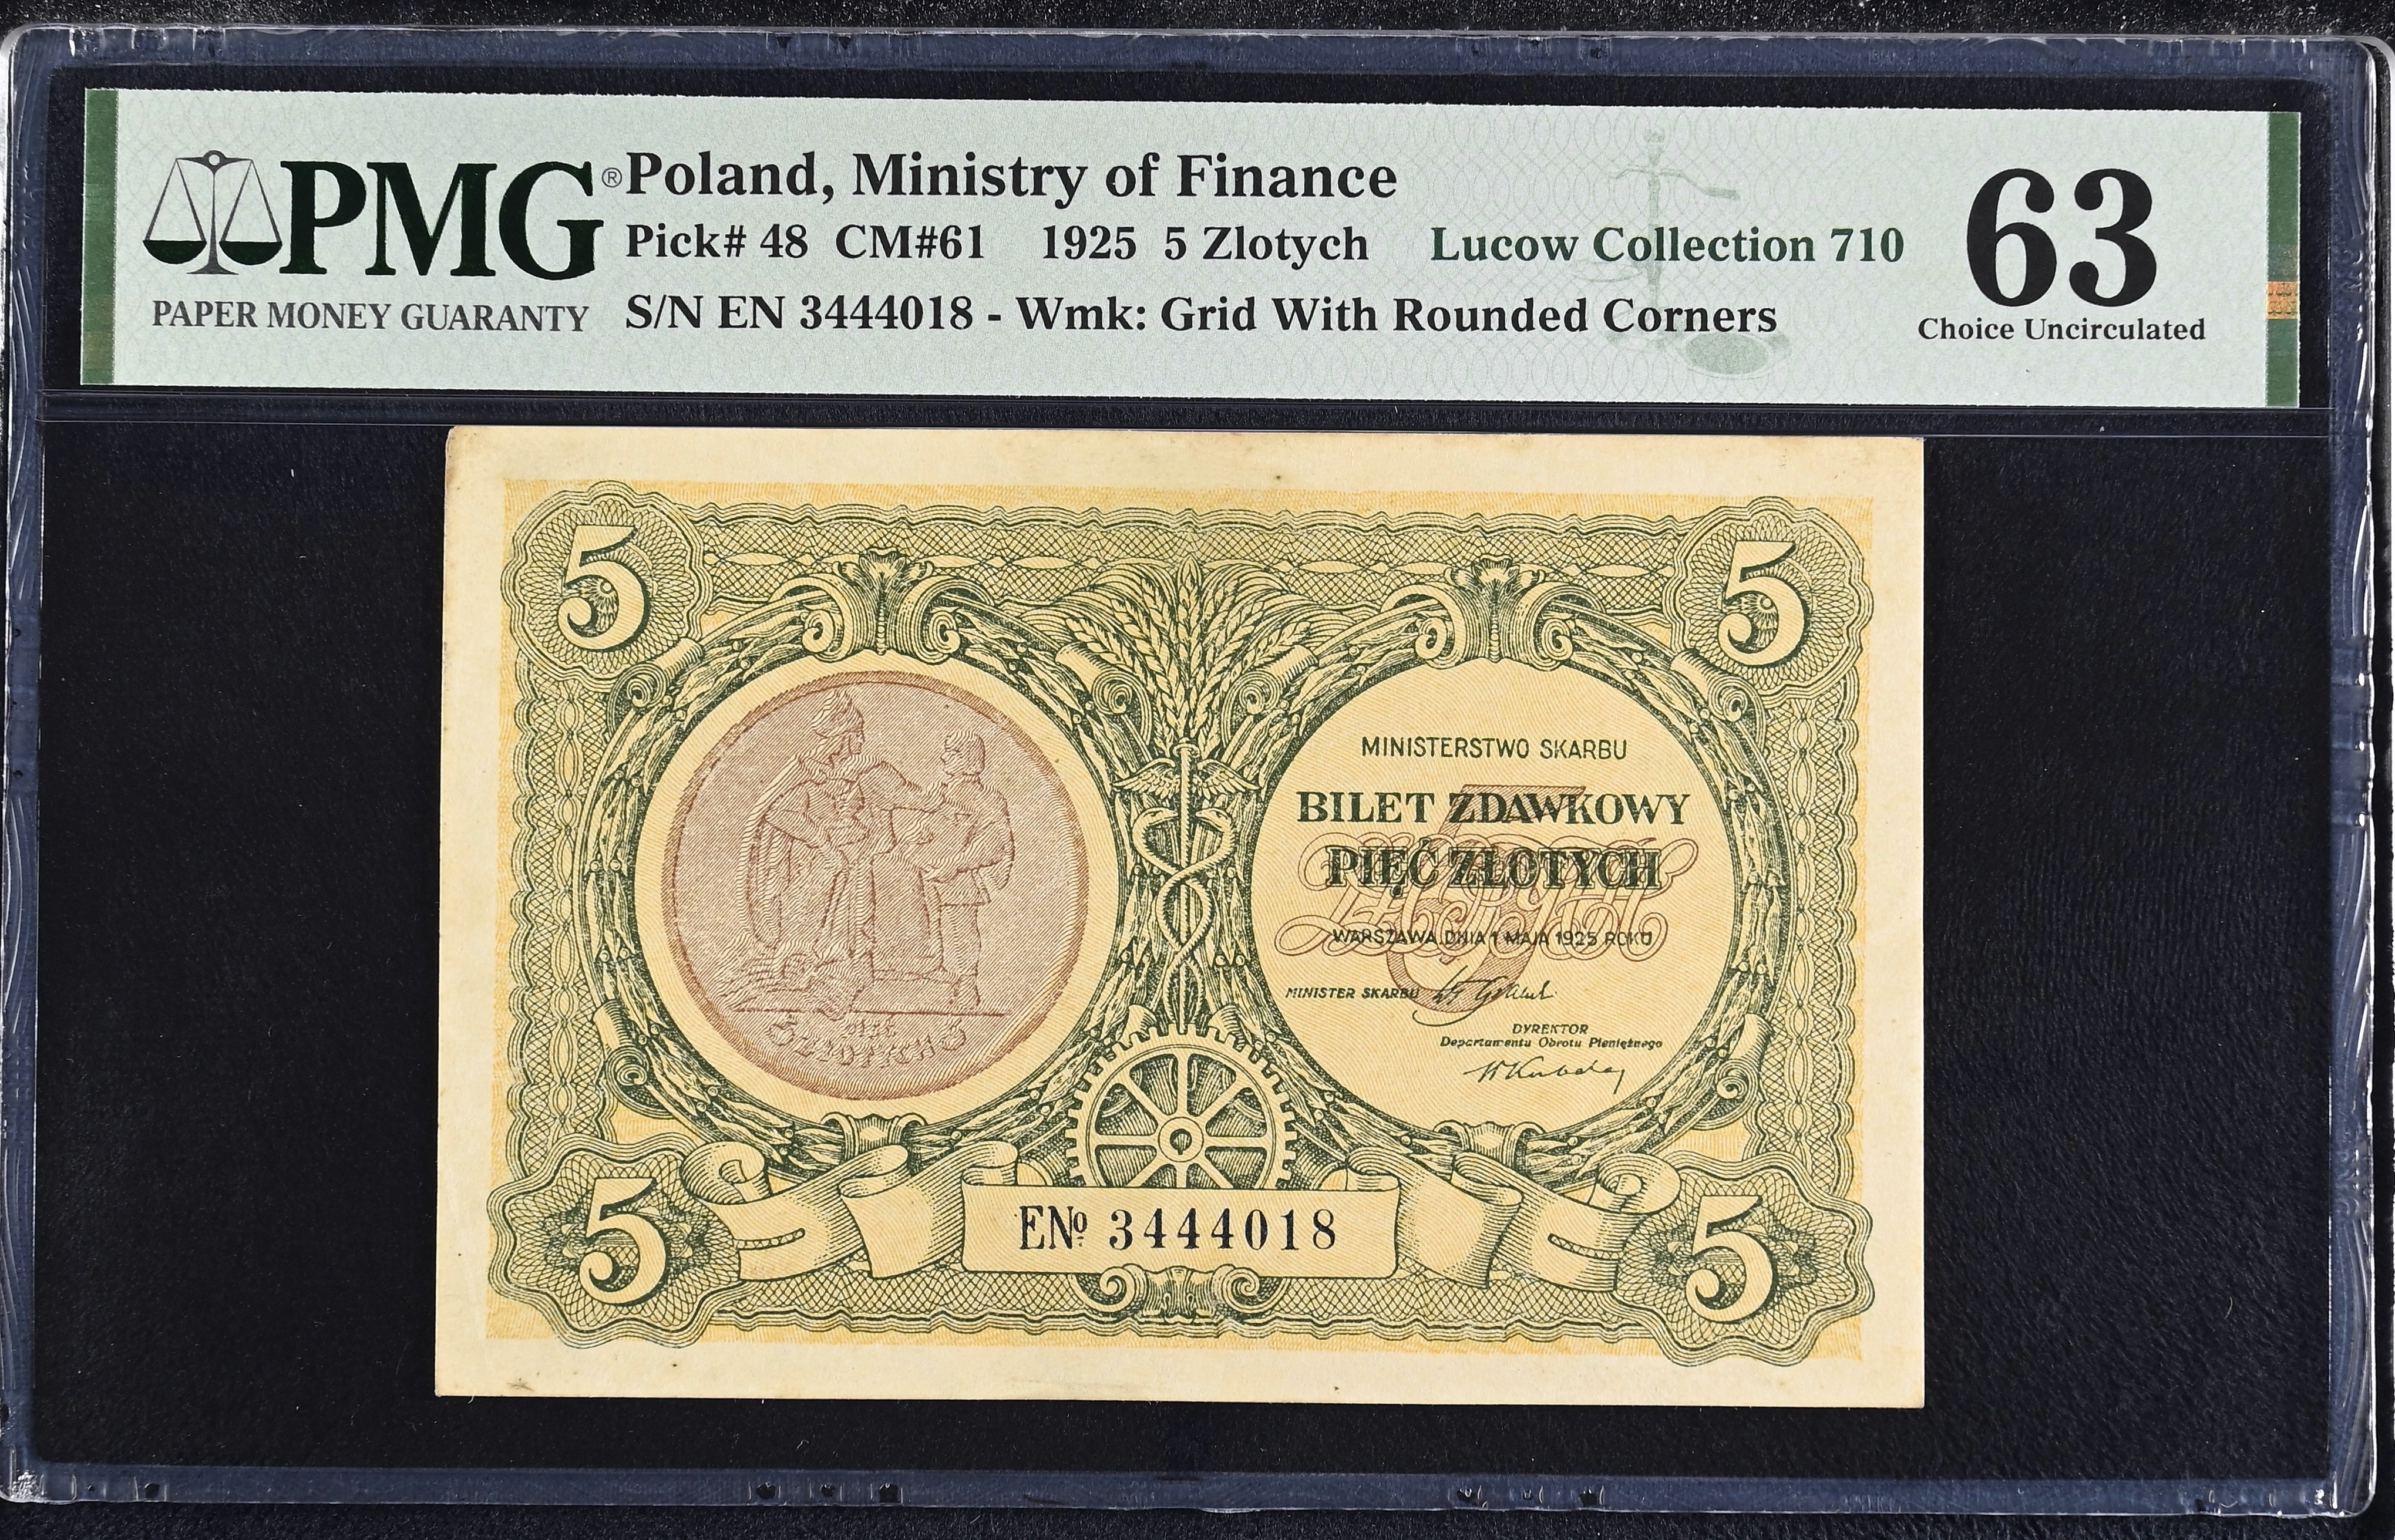 PMG®
PAPER MONEY GUARANTY
Poland, Ministry of Finance
Pick# 48 CM#61 1925 5 Zlotych Lucow Collection 710
S/N EN 3444018 - Wmk: Grid With Rounded Corners
63
Choice Uncirculated
5
5
MINISTERSTWO SKARBU
BILET ZDAWKOWY
5
PIĘĆ ZŁOTYCH
WARSZAWA DNIA 1 MAJA 1925 ROKU
MINISTER SKARBU
DYREKTOR
Departamentu Obrotu Pieniężnego
ENo 3444018
5
5